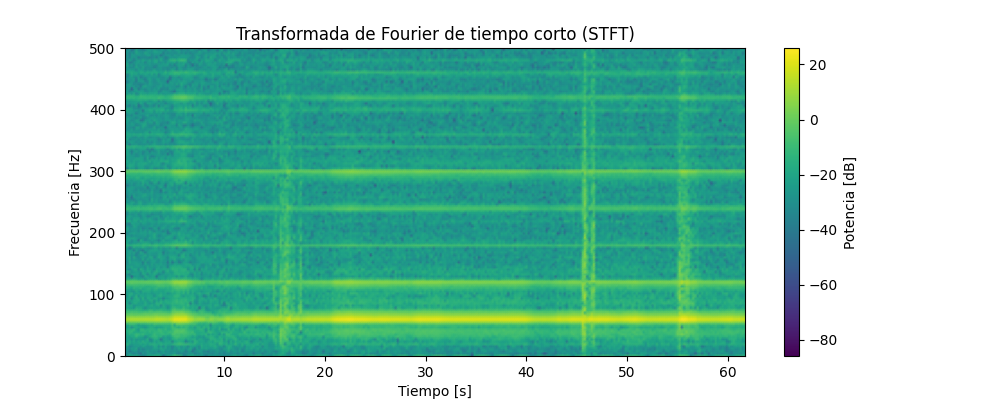 Transformada de Fourier de tiempo corto (STFT)
500
400
300
200
100
0
Frecuencia [Hz]
10 20 30 40 50 60
Tiempo [s]
20
0
−20
−40
−60
−80
Potencia [dB]